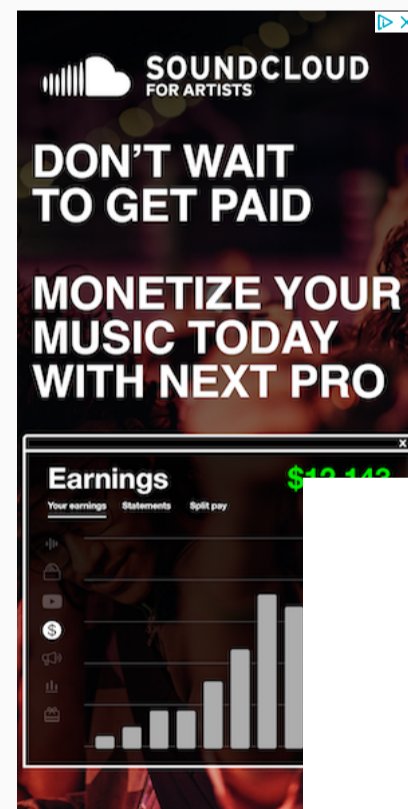 SOUNDCLOUD
FOR ARTISTS
DON'T WAIT
TO GET PAID
MONETIZE YOUR
MUSIC TODAY
WITH NEXT PRO
Earnings
Your earnings Statements Split pay